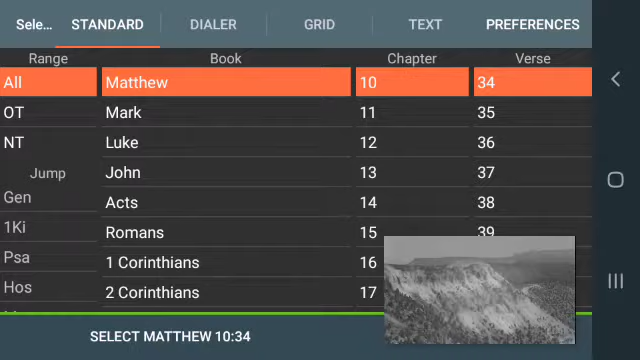 Sele... STANDARD DIALER GRID TEXT PREFERENCES
Range Book Chapter Verse
All Matthew 10 34
OT Mark 11 35
NT Luke 12 36
Jump John 13 37
Gen Acts 14 38
1Ki Romans 15 39
Psa 1 Corinthians 16
Hos 2 Corinthians 17
SELECT MATTHEW 10:34